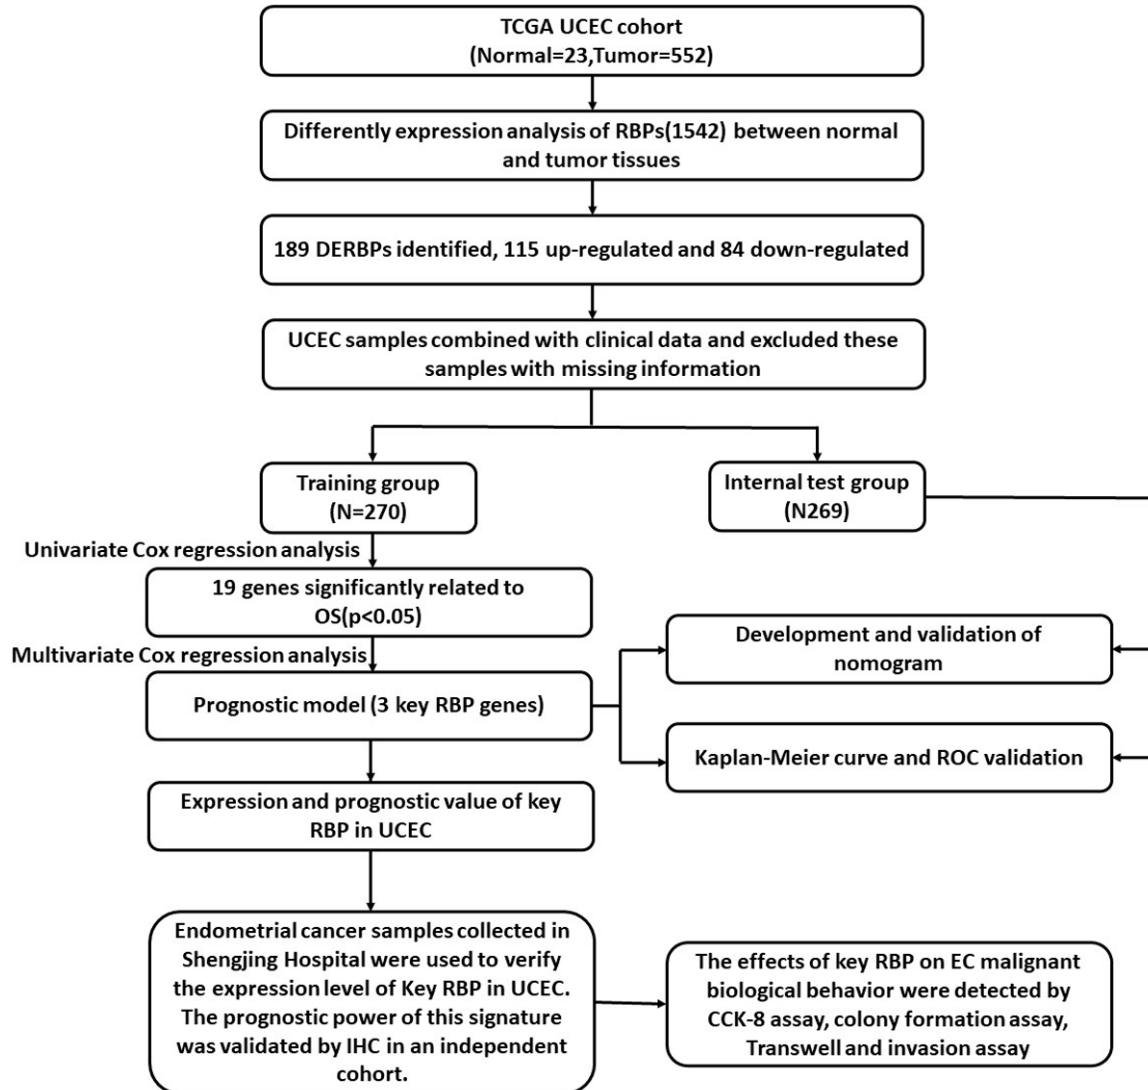 TCGA UCEC cohort
(Normal=23,Tumor=552)
Differently expression analysis of RBPs(1542) between normal
and tumor tissues
189 DERBPs identified, 115 up-regulated and 84 down-regulated
UCEC samples combined with clinical data and excluded these
samples with missing information
Training group
(N=270)
Internal test group
(N269)
Univariate Cox regression analysis
19 genes significantly related to
OS(p<0.05)
Multivariate Cox regression analysis
Prognostic model (3 key RBP genes)
Development and validation of
nomogram
Kaplan-Meier curve and ROC validation
Expression and prognostic value of key
RBP in UCEC
Endometrial cancer samples collected in
Shengjing Hospital were used to verify
the expression level of Key RBP in UCEC.
The prognostic power of this signature
was validated by IHC in an independent
cohort.
The effects of key RBP on EC malignant
biological behavior were detected by
CCK-8 assay, colony formation assay,
Transwell and invasion assay